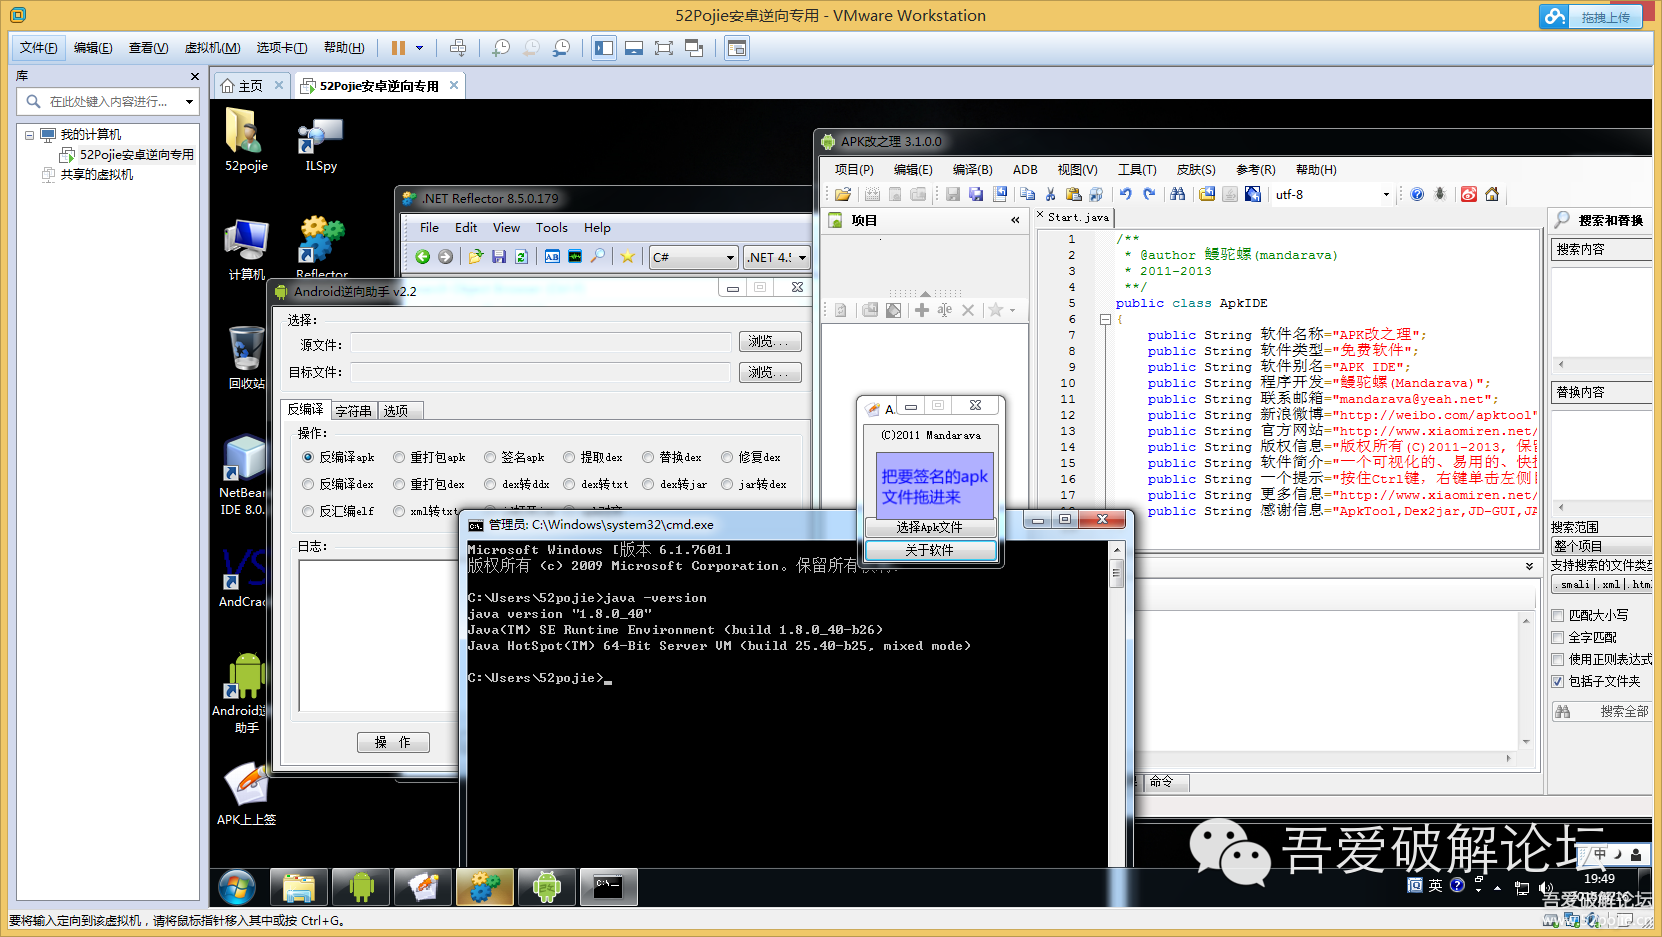 52Pojie安卓逆向专用 - VMware Workstation
拖拽上传
文件(F) 编辑(E) 查看(V) 虚拟机(M) 选项卡(T) 帮助(H)
库
主页
52Pojie安卓逆向专用
在此处键入内容进行...
我的计算机
52Pojie安卓逆向专用
共享的虚拟机
52pojie
ILSpy
计算机
Reflector
回收站
NetBean
IDE 8.0.
AndCrac
Android逆
助手
APK上上签
.NET Reflector 8.5.0.179
File Edit View Tools Help
C#
.NET 4.5
Android逆向助手 v2.2
选择:
源文件:
浏览...
目标文件:
浏览...
反编译 字符串 选项
操作:
反编译apk 重打包apk 签名apk 提取dex 替换dex 修复dex
反编译dex 重打包dex dex转ddx dex转txt dex转jar jar转dex
反汇编elf xml转txt
日志:
操 作
APK改之理 3.1.0.0
项目(P) 编辑(E) 编译(B) ADB 视图(V) 工具(T) 皮肤(S) 参考(R) 帮助(H)
utf-8
项目
Start.java
1 /**
2 * @author 鳗驼螺(mandarava)
3 * 2011-2013
4 **/
5 public class ApkIDE
6 {
7 public String 软件名称="APK改之理";
8 public String 软件类型="免费软件";
9 public String 软件别名="APK IDE";
10 public String 程序开发="鳗驼螺(Mandarava)";
11 public String 联系邮箱="mandarava@yeah.net";
12 public String 新浪微博="http://weibo.com/apktool"
13 public String 官方网站="http://www.xiaomiren.net/
14 public String 版权信息="版权所有(C)2011-2013, 保留
15 public String 软件简介="一个可视化的、易用的、快捷
16 public String 一个提示="按住Ctrl键, 右键单击左侧
17 public String 更多信息="http://www.xiaomiren.net/
18 public String 感谢信息="ApkTool,Dex2jar,JD-GUI,JA
搜索和替换
搜索内容
替换内容
搜索范围
整个项目
支持搜索的文件类型
.smali|.xml|.html
匹配大小写
全字匹配
使用正则表达式
包括子文件夹
搜索全部
命令
A.
(C)2011 Mandarava
把要签名的apk
文件拖进来
选择Apk文件
关于软件
管理员: C:\Windows\system32\cmd.exe
Microsoft Windows [版本 6.1.7601]
版权所有 (c) 2009 Microsoft Corporation。保留所有权利。
C:\Users\52pojie>java -version
java version "1.8.0_40"
Java(TM) SE Runtime Environment (build 1.8.0_40-b26)
Java HotSpot(TM) 64-Bit Server VM (build 25.40-b25, mixed mode)
C:\Users\52pojie>_
吾爱破解论坛
中
英
19:49
吾爱破解论坛
www.52pojie.cn
要将输入定向到该虚拟机，请将鼠标指针移入其中或按 Ctrl+G。